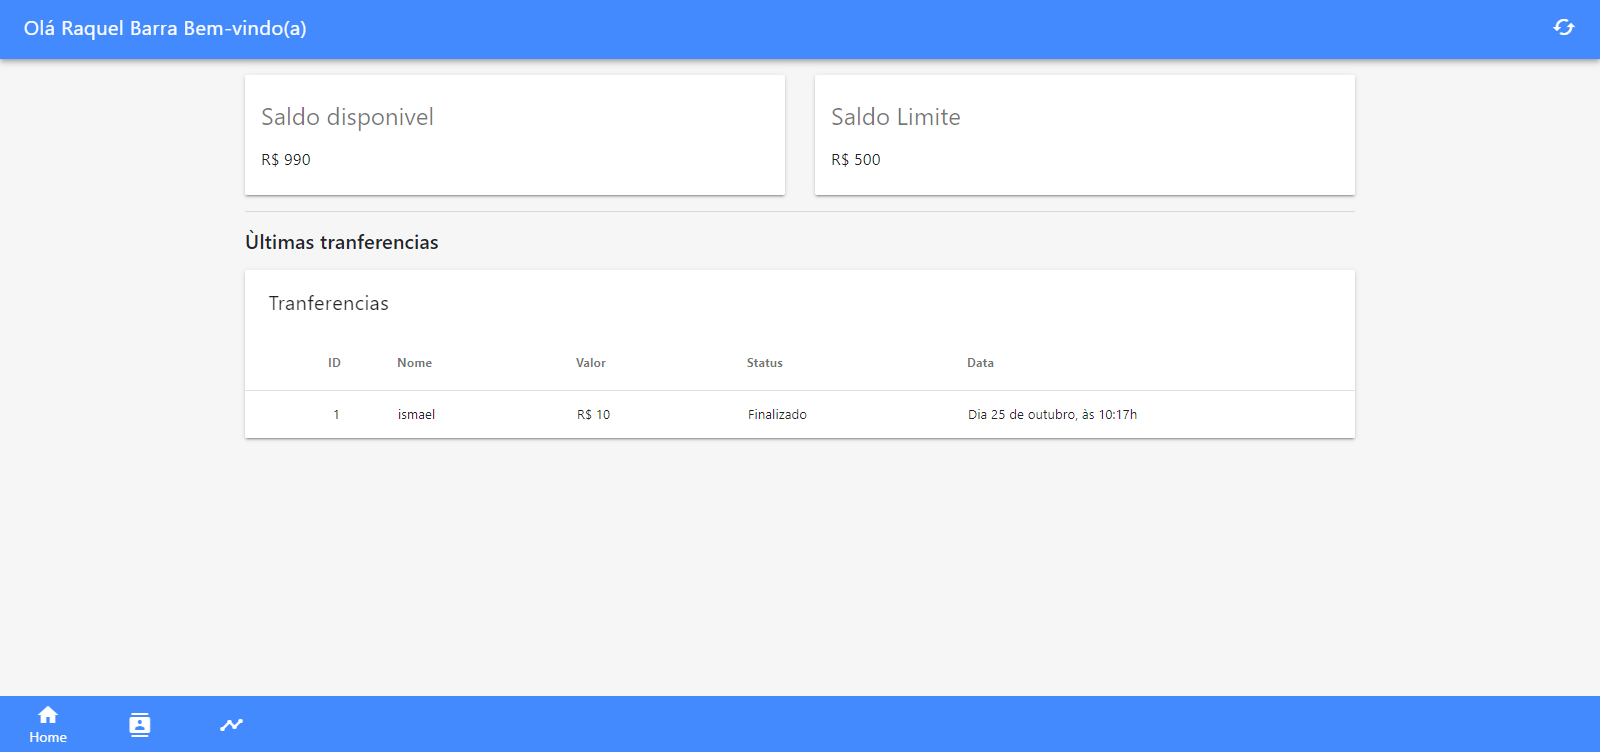 Olá Raquel Barra Bem-vindo(a)
Saldo disponivel
R$ 990
Saldo Limite
R$ 500
Ùltimas tranferencias
Tranferencias
ID Nome Valor Status Data
1 ismael R$ 10 Finalizado Dia 25 de outubro, às 10:17h
Home